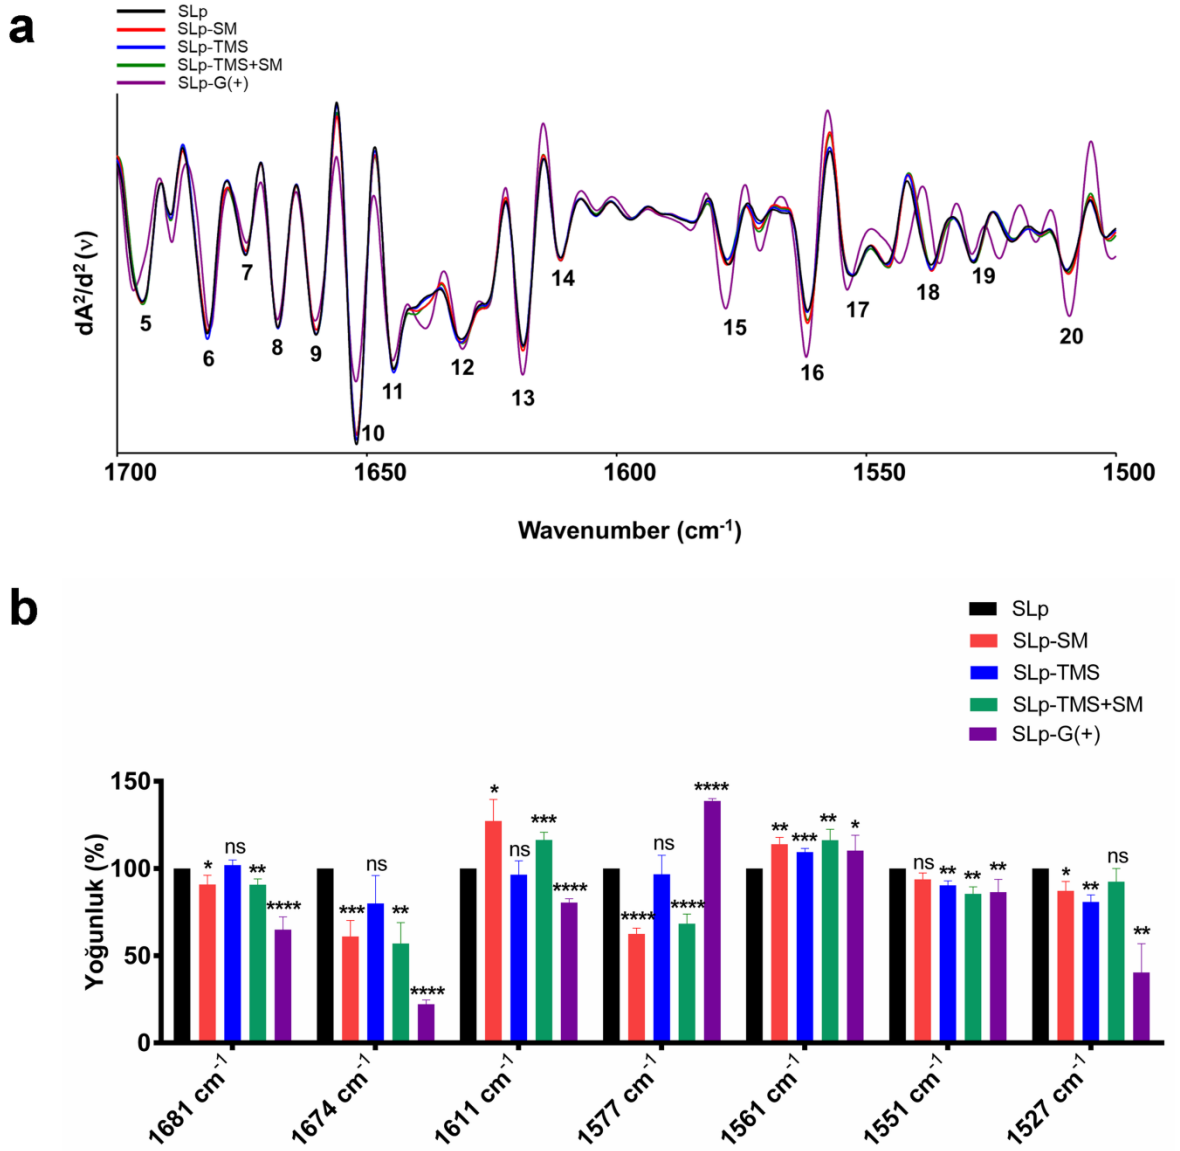 a
SLp
SLp-SM
SLp-TMS
SLp-TMS+SM
SLp-G(+)
dA²/d² (ν)
5
6
7
8
9
10
11
12
13
14
15
16
17
18
19
20
1700
1650
1600
1550
1500
Wavenumber (cm⁻¹)
b
SLp
SLp-SM
SLp-TMS
SLp-TMS+SM
SLp-G(+)
Yoğunluk (%)
150
100
50
0
* ns ** ****
*** ns ** ****
* ns *** ****
**** ns **** ****
** *** ** *
ns ** ** **
* ** ns **
1681 cm⁻¹
1674 cm⁻¹
1611 cm⁻¹
1577 cm⁻¹
1561 cm⁻¹
1551 cm⁻¹
1527 cm⁻¹